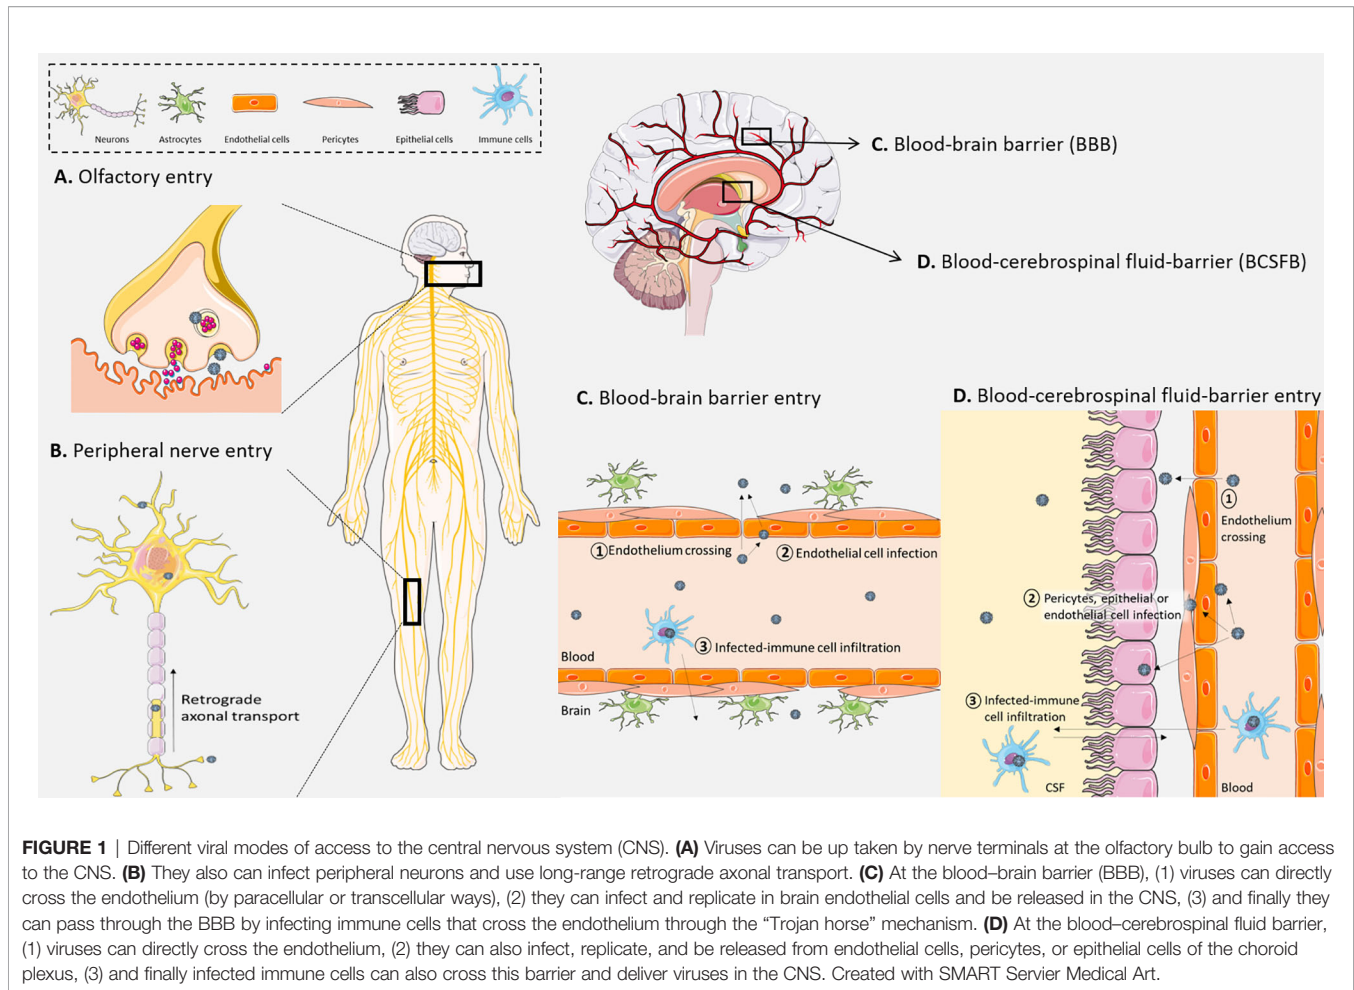 Neurons
Astrocytes
Endothelial cells
Pericytes
Epithelial cells
Immune cells
A. Olfactory entry
C. Blood-brain barrier (BBB)
D. Blood-cerebrospinal fluid-barrier (BCSFB)
B. Peripheral nerve entry
Retrograde
axonal transport
C. Blood-brain barrier entry
1 Endothelium crossing
2 Endothelial cell infection
3 Infected-immune cell infiltration
Blood
Brain
D. Blood-cerebrospinal fluid-barrier entry
1
Endothelium
crossing
2 Pericytes, epithelial or
endothelial cell infection
3 Infected-immune
cell infiltration
CSF
Blood
FIGURE 1 | Different viral modes of access to the central nervous system (CNS). (A) Viruses can be up taken by nerve terminals at the olfactory bulb to gain access
to the CNS. (B) They also can infect peripheral neurons and use long-range retrograde axonal transport. (C) At the blood–brain barrier (BBB), (1) viruses can directly
cross the endothelium (by paracellular or transcellular ways), (2) they can infect and replicate in brain endothelial cells and be released in the CNS, (3) and finally they
can pass through the BBB by infecting immune cells that cross the endothelium through the “Trojan horse” mechanism. (D) At the blood–cerebrospinal fluid barrier,
(1) viruses can directly cross the endothelium, (2) they can also infect, replicate, and be released from endothelial cells, pericytes, or epithelial cells of the choroid
plexus, (3) and finally infected immune cells can also cross this barrier and deliver viruses in the CNS. Created with SMART Servier Medical Art.